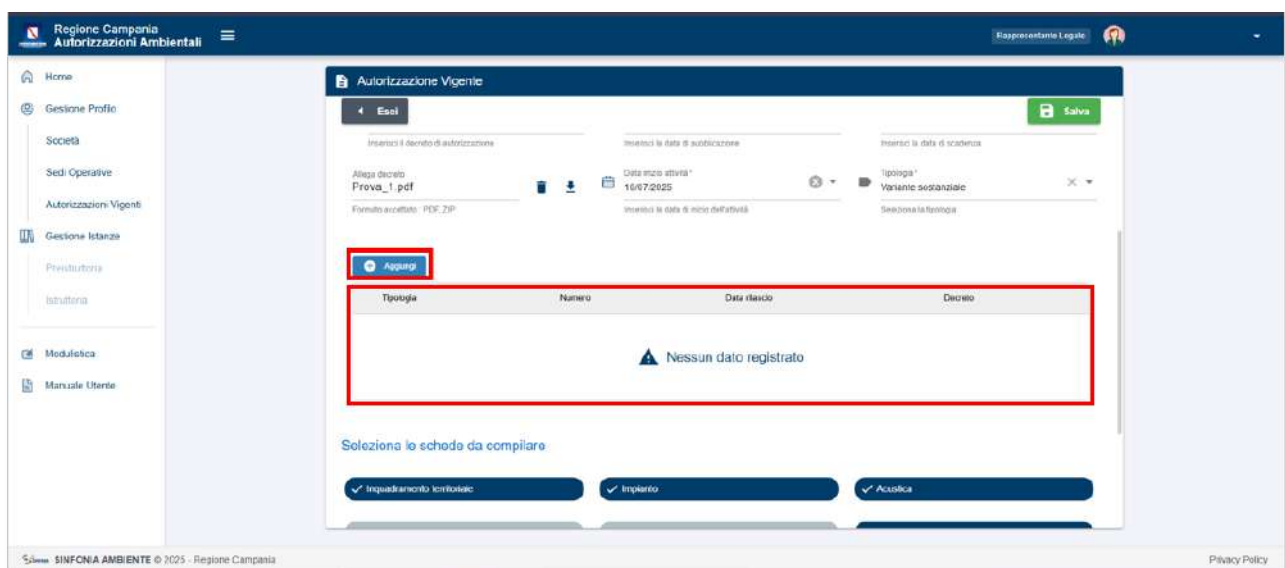 Regione Campania
Autorizzazioni Ambientali
Rappresentante Legale
Home
Gestione Profilo
Società
Sedi Operative
Autorizzazioni Vigenti
Gestione Istanze
Preistruttoria
Istruttoria
Modulistica
Manuale Utente
Autorizzazione Vigente
Esci
Salva
Inserisci il decreto di autorizzazione
Inserisci la data di pubblicazione
Inserisci la data di scadenza
Allega decreto
Prova_1.pdf
Formato accettato : PDF, ZIP
Data inizio attività *
16/07/2025
Inserisci la data di inizio dell'attività
Tipologia *
Variante sostanziale
Seleziona la tipologia
Aggiungi
Tipologia Numero Data rilascio Decreto
Nessun dato registrato
Seleziona le schede da compilare
Inquadramento territoriale
Impianto
Acustica
SINFONIA AMBIENTE © 2025 - Regione Campania
Privacy Policy